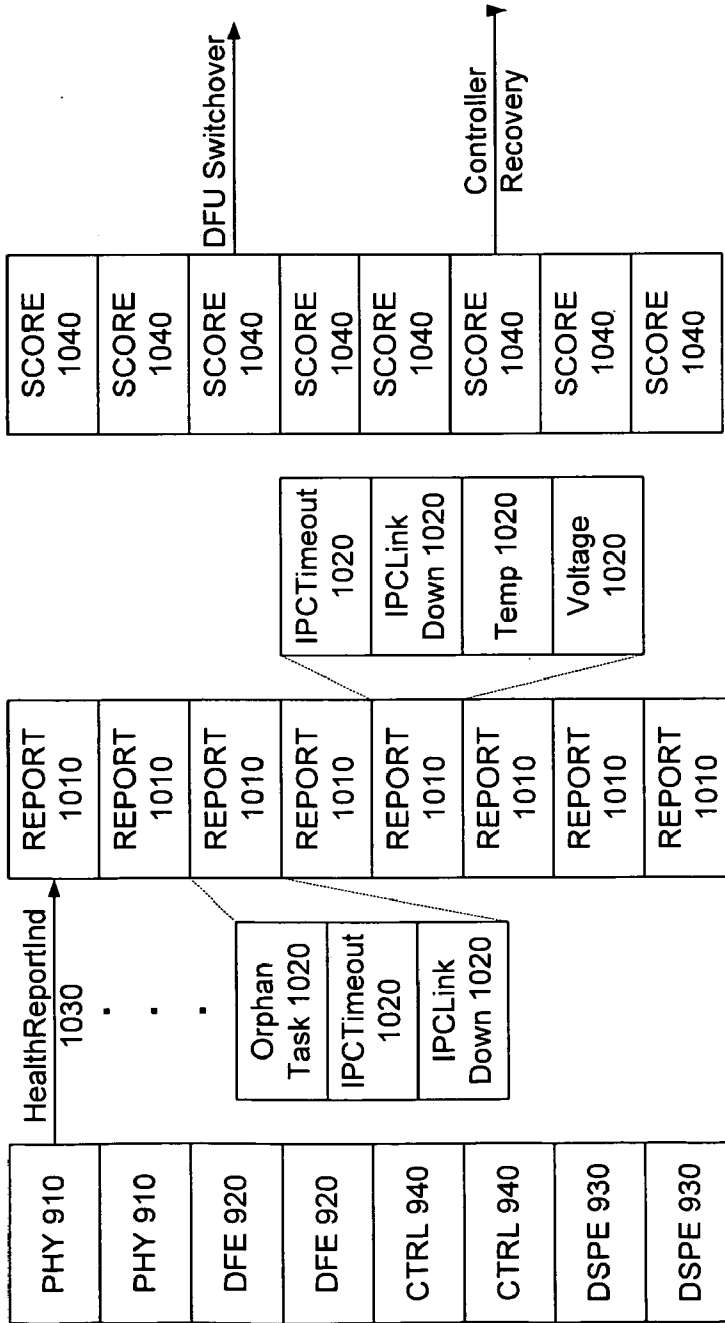 PHY 910
PHY 910
DFE 920
DFE 920
CTRL 940
CTRL 940
DSPE 930
DSPE 930
HealthReportInd
1030
Orphan
Task 1020
IPCTimeout
1020
IPCLink
Down 1020
REPORT
1010
REPORT
1010
REPORT
1010
REPORT
1010
REPORT
1010
REPORT
1010
REPORT
1010
REPORT
1010
IPCTimeout
1020
IPCLink
Down 1020
Temp 1020
Voltage
1020
SCORE
1040
SCORE
1040
SCORE
1040
SCORE
1040
SCORE
1040
SCORE
1040
SCORE
1040
SCORE
1040
DFU Switchover
Controller
Recovery